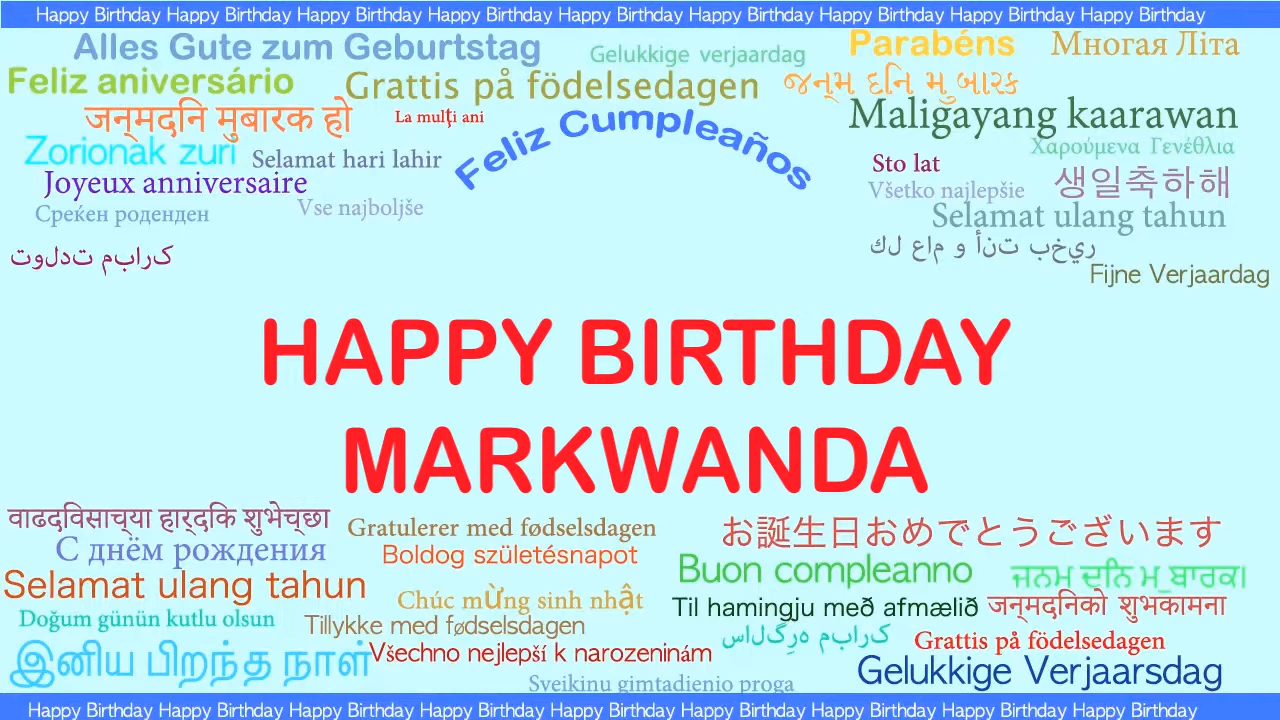 Happy Birthday Happy Birthday Happy Birthday Happy Birthday Happy Birthday Happy Birthday Happy Birthday Happy Birthday Happy Birthday
Alles Gute zum Geburtstag
Gelukkige verjaardag
Parabéns
Многая Літа
Feliz aniversário
Grattis på födelsedagen
જન્મ દિન મુબારક
जन्मदिन मुबारक हो
La mulţi ani
Feliz Cumpleaños
Maligayang kaarawan
Zorionak zuri
Selamat hari lahir
Χαρούμενα Γενέθλια
Sto lat
Joyeux anniversaire
Všetko najlepšie
생일축하해
Среќен роденден
Vse najboljše
Selamat ulang tahun
تولدت مبارک
كل عام و أنت بخير
Fijne Verjaardag
HAPPY BIRTHDAY
MARKWANDA
वाढदिवसाच्या हार्दिक शुभेच्छा
Gratulerer med fødselsdagen
お誕生日おめでとうございます
С днём рождения
Boldog születésnapot
Buon compleanno
ਜਨਮ ਦਿਨ ਮੁਬਾਰਕ।
Selamat ulang tahun
Chúc mừng sinh nhật
Til hamingju með afmælið
जन्मदिनको शुभकामना
Doğum günün kutlu olsun
Tillykke med fødselsdagen
سالگرہ مبارک
Grattis på födelsedagen
இனிய பிறந்த நாள்
Všechno nejlepší k narozeninám
Gelukkige Verjaarsdag
Sveikinu gimtadienio proga
Happy Birthday Happy Birthday Happy Birthday Happy Birthday Happy Birthday Happy Birthday Happy Birthday Happy Birthday Happy Birthday